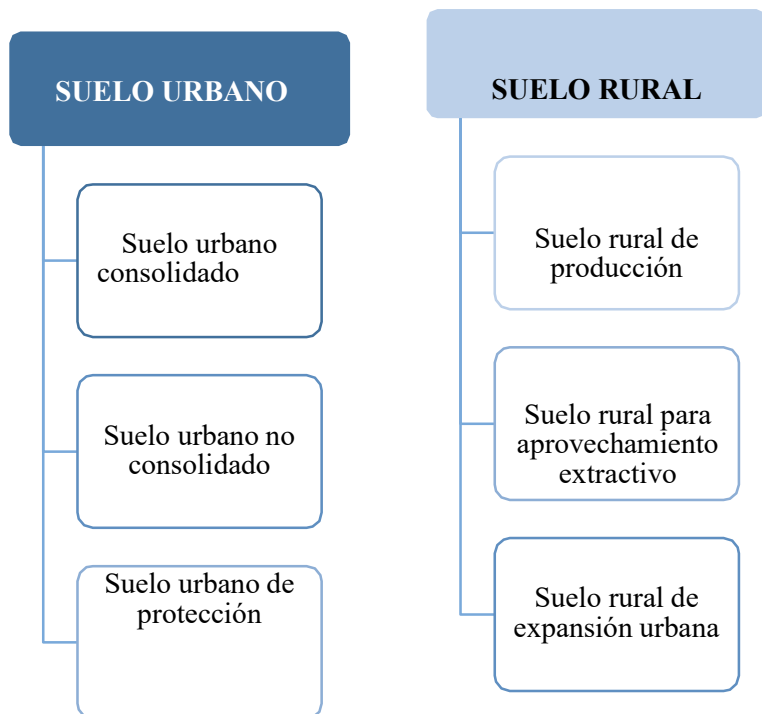 SUELO URBANO
Suelo urbano
consolidado
Suelo urbano no
consolidado
Suelo urbano de
protección
SUELO RURAL
Suelo rural de
producción
Suelo rural para
aprovechamiento
extractivo
Suelo rural de
expansión urbana